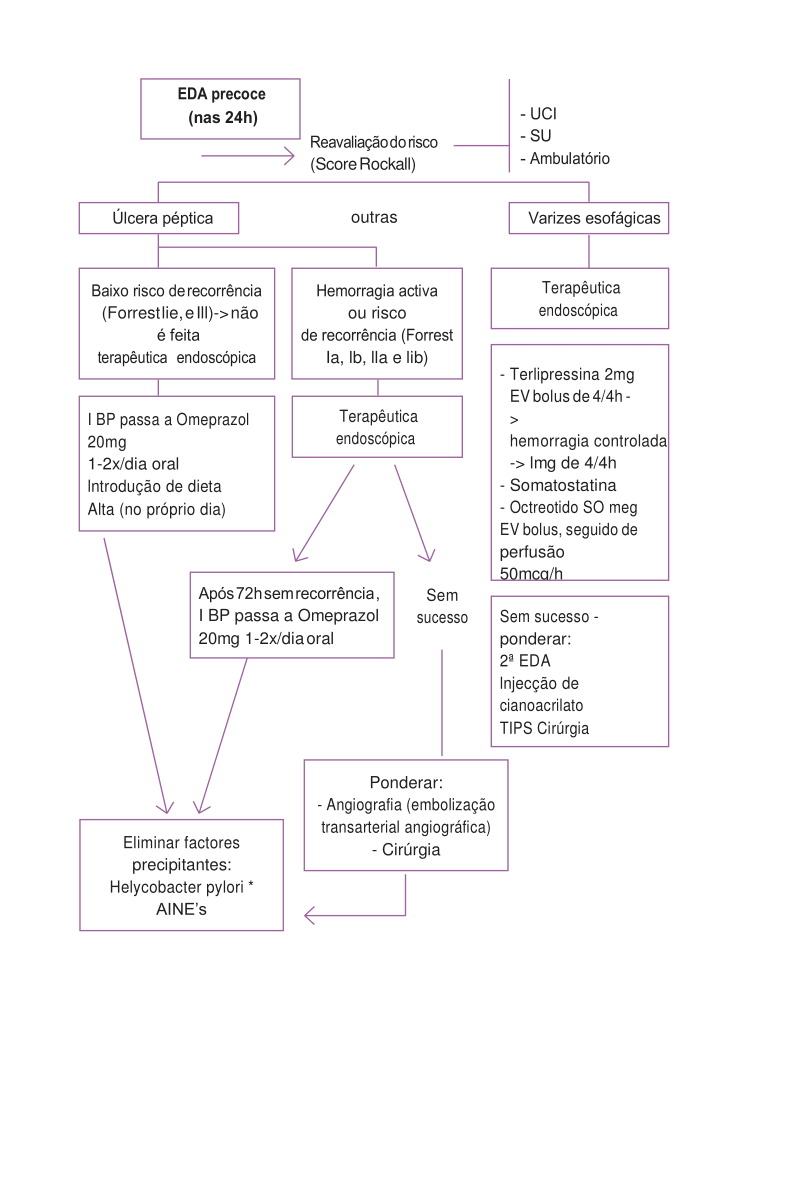 EDA precoce
(nas 24h)
Reavaliação do risco
(Score Rockall)
- UCI
- SU
- Ambulatório
Úlcera péptica
outras
Varizes esofágicas
Baixo risco de recorrência
(Forrest Iie, e III)-> não
é feita
terapêutica endoscópica
Hemorragia activa
ou risco
de recorrência (Forrest
Ia, Ib, IIa e Iib)
Terapêutica
endoscópica
I BP passa a Omeprazol
20mg
1-2x/dia oral
Introdução de dieta
Alta (no próprio dia)
Terapêutica
endoscópica
- Terlipressina 2mg
EV bolus de 4/4h -
>
hemorragia controlada
-> Img de 4/4h
- Somatostatina
- Octreotido SO meg
EV bolus, seguido de
perfusão
50mcg/h
Após 72h sem recorrência,
I BP passa a Omeprazol
20mg 1-2x/dia oral
Sem
sucesso
Sem sucesso -
ponderar:
2ª EDA
Injecção de
cianoacrilato
TIPS Cirúrgia
Ponderar:
- Angiografia (embolização
transarterial angiográfica)
- Cirúrgia
Eliminar factores
precipitantes:
Helycobacter pylori *
AINE’s